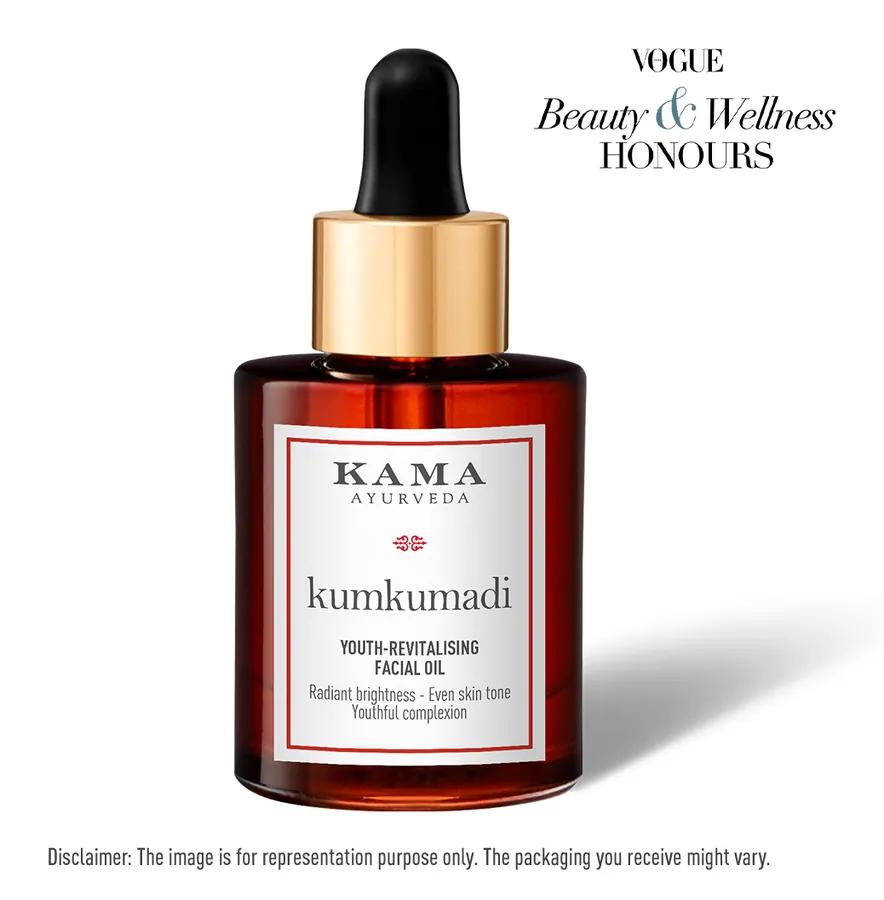 VOGUE
Beauty & Wellness
HONOURS
KAMA
AYURVEDA
kumkumadi
YOUTH-REVITALISING
FACIAL OIL
Radiant brightness - Even skin tone
Youthful complexion
Disclaimer: The image is for representation purpose only. The packaging you receive might vary.